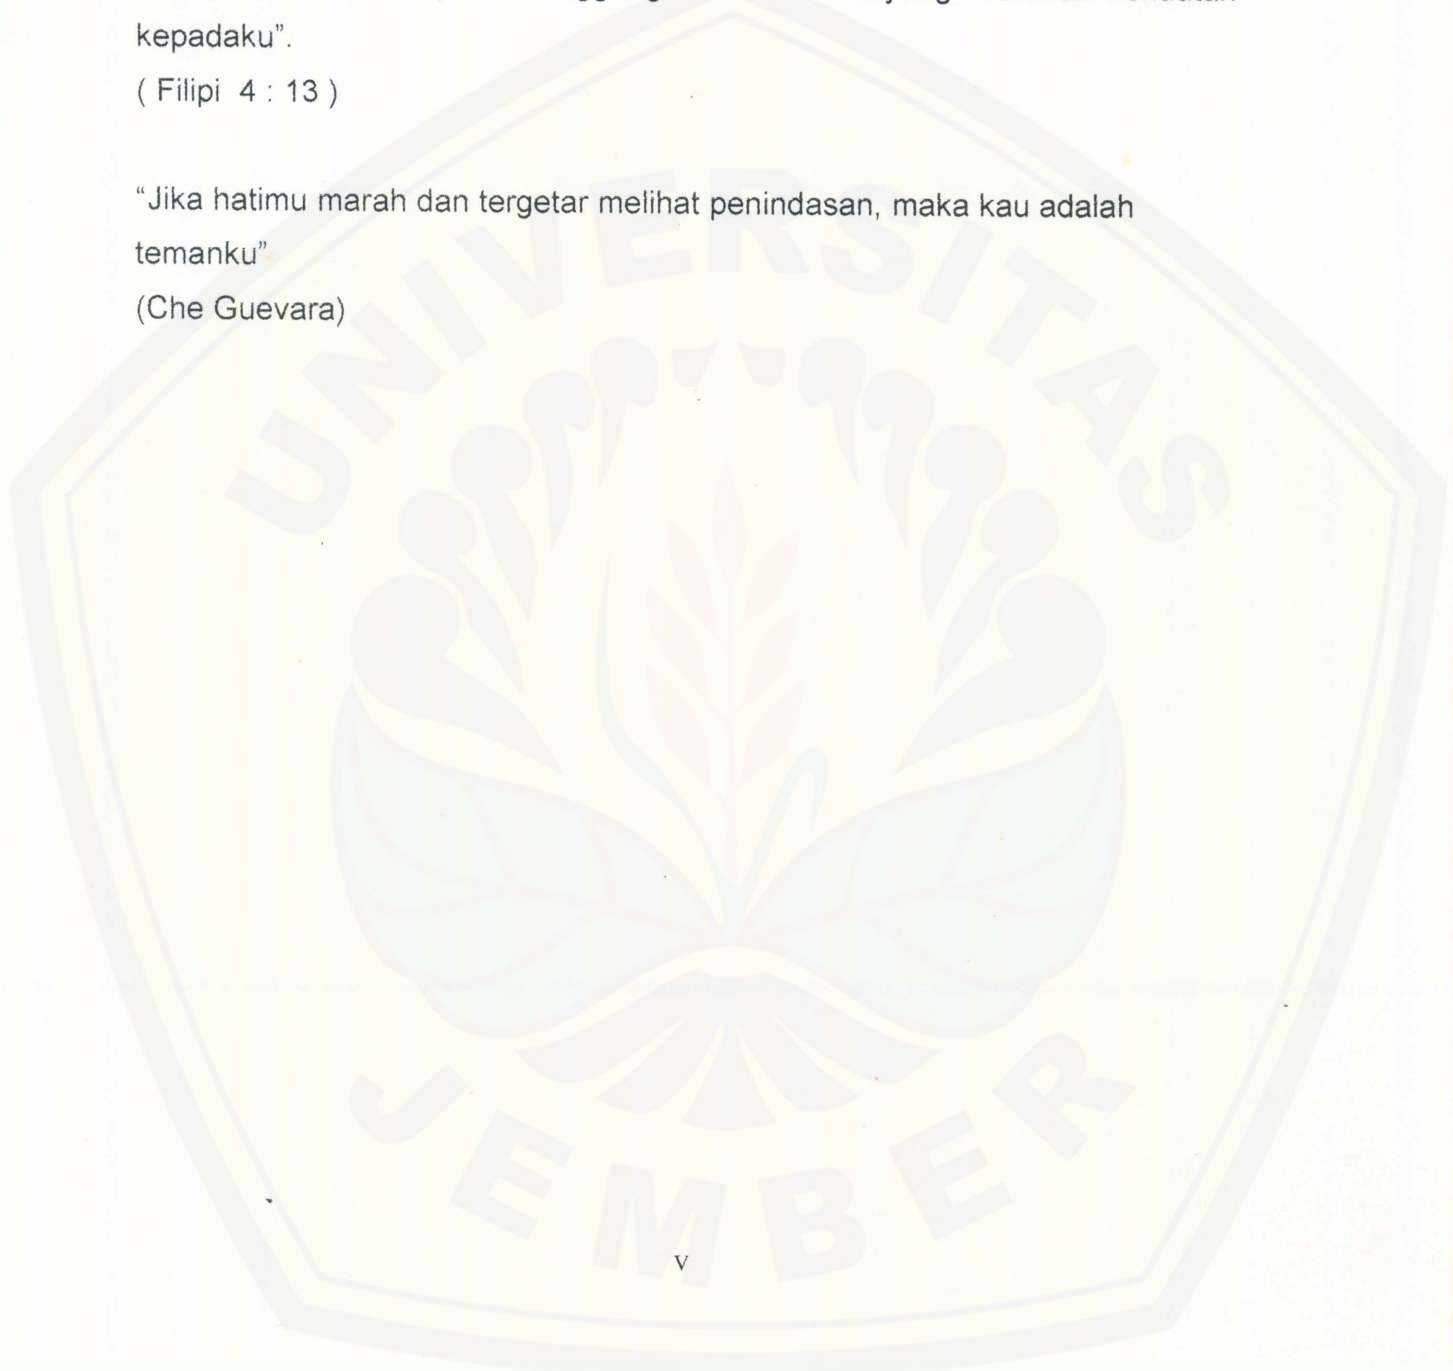 kepadaku”.
( Filipi 4 : 13 )
“Jika hatimu marah dan tergetar melihat penindasan, maka kau adalah
temanku”
(Che Guevara)
UNIVERSITAS
JEMBER
v